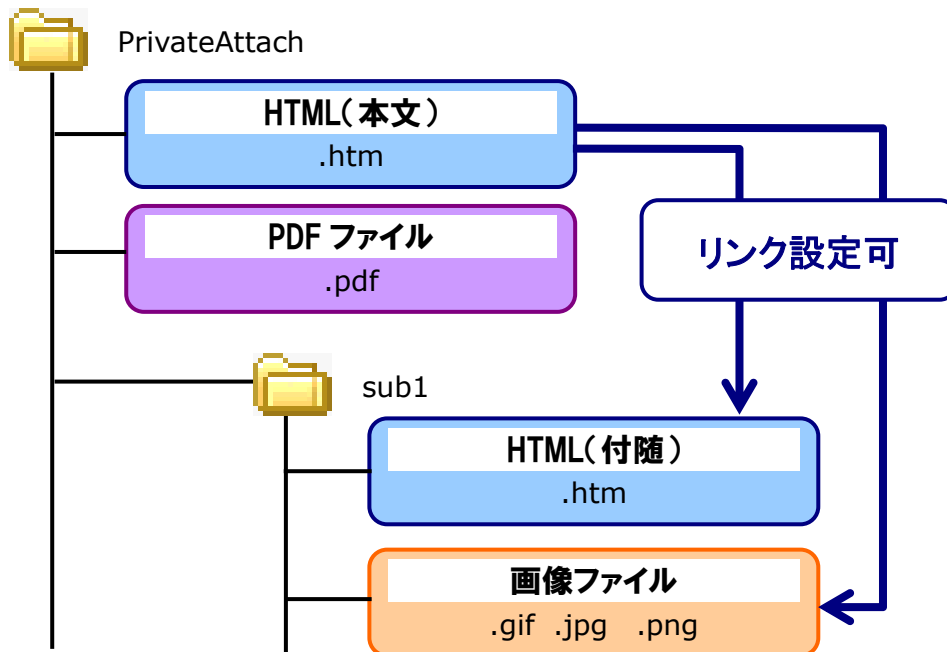 PrivateAttach
HTML(本文)
.htm
PDF ファイル
.pdf
リンク設定可
sub1
HTML(付随)
.htm
画像ファイル
.gif .jpg .png